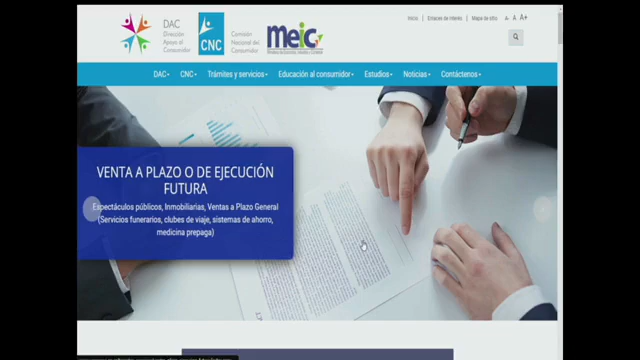 Inicio | Enlaces de interés | Mapa de sitio A- A A+
DAC
Dirección
Apoyo al
Consumidor
CNC
Comisión
Nacional del
Consumidor
meic
DAC CNC Trámites y servicios Educación al consumidor Estudios Noticias Contáctenos
VENTA A PLAZO O DE EJECUCIÓN
FUTURA
Espectáculos públicos, Inmobiliarias, Ventas a Plazo General
(Servicios funerarios, clubes de viaje, sistemas de ahorro,
medicina prepaga)